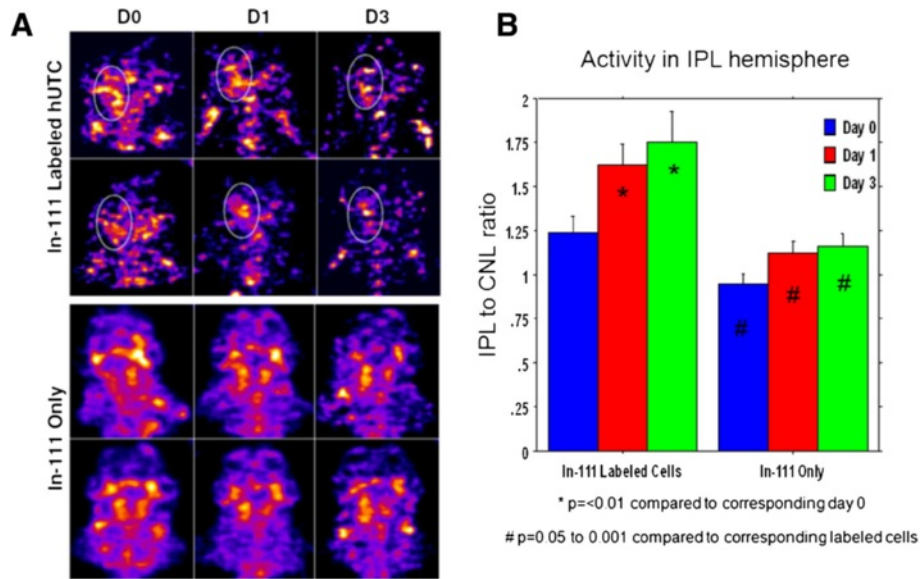 A
D0 D1 D3
In-111 Labeled hUTC
In-111 Only
B
Activity in IPL hemisphere
IPL to CNL ratio
2
1.75
1.5
1.25
1
.75
.5
.25
0
Day 0
Day 1
Day 3
*
*
#
#
#
In-111 Labeled Cells In-111 Only
* p=<0.01 compared to corresponding day 0
# p=0.05 to 0.001 compared to corresponding labeled cells